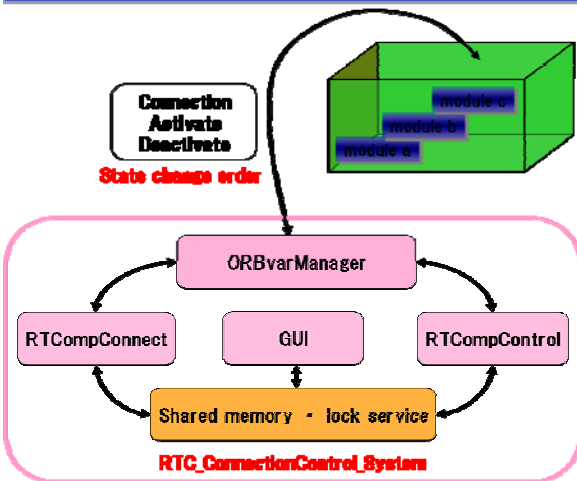 Connection
Activate
Deactivate
State change order
module c
module b
module a
ORBvarManager
RTCompConnect
GUI
RTCompControl
Shared memory ・ lock service
RTC_ConnectionControl_System